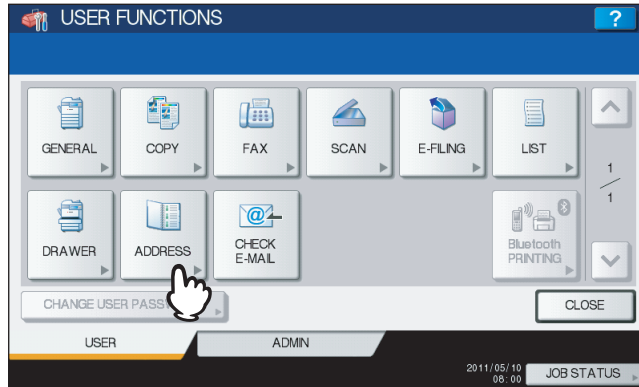 USER FUNCTIONS
?
GENERAL
COPY
FAX
SCAN
E-FILING
LIST
1
1
DRAWER
ADDRESS
@
CHECK
E-MAIL
Bluetooth
PRINTING
CHANGE USER
CLOSE
USER
ADMIN
2011/05/10
08:00
JOB STATUS